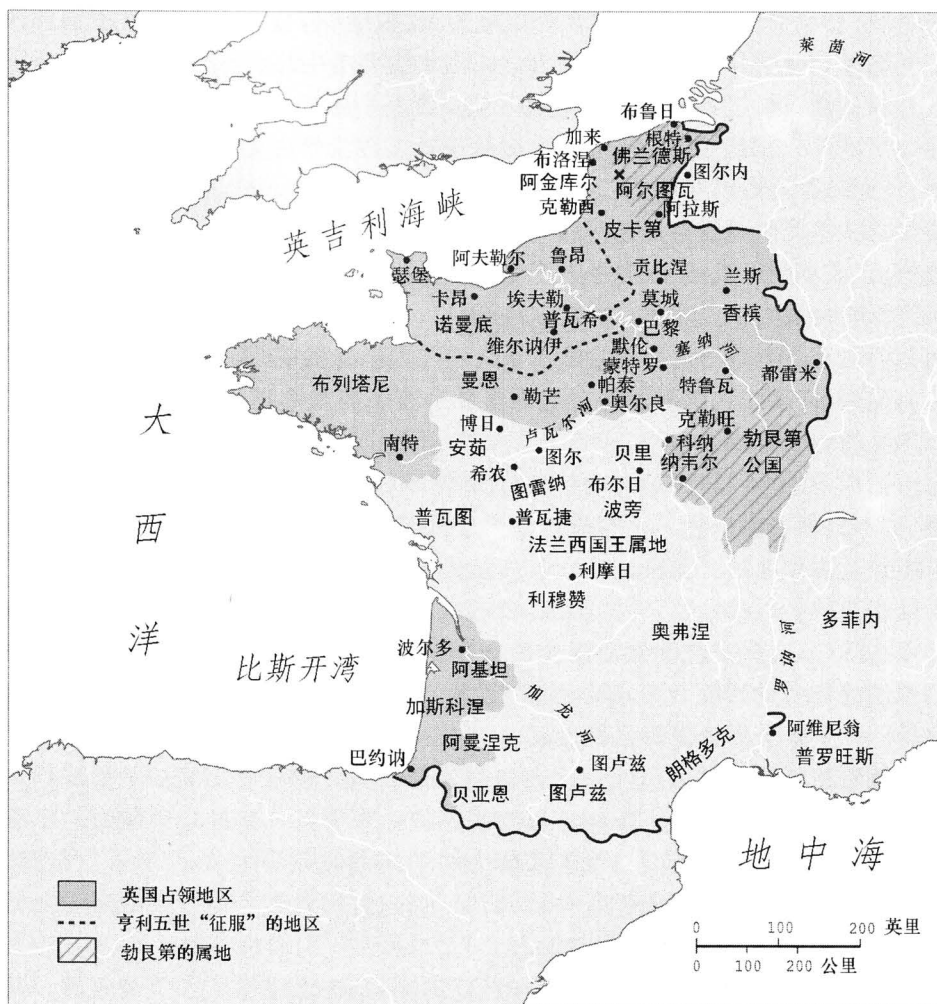 莱茵河
布鲁日
加来
根特
布洛涅
佛兰德斯
阿金库尔
图尔内
阿尔图瓦
克勒西
阿拉斯
皮卡第
英吉利海峡
阿夫勒尔
鲁昂
瑟堡
贡比涅
兰斯
卡昂
埃夫勒
莫城
香槟
诺曼底
普瓦希
巴黎
维尔讷伊
默伦
塞纳河
蒙特罗
都雷米
布列塔尼
曼恩
帕泰
特鲁瓦
勒芒
奥尔良
大西洋
博日
卢瓦尔河
克勒旺
南特
安茹
科纳
勃艮第
公国
图尔
贝里
纳韦尔
希农
图雷纳
布尔日
波旁
普瓦图
普瓦捷
法兰西国王属地
利摩日
利穆赞
奥弗涅
多菲内
罗讷河
波尔多
阿基坦
比斯开湾
加龙河
加斯科涅
阿维尼翁
阿曼涅克
朗格多克
普罗旺斯
巴约讷
图卢兹
贝亚恩
图卢兹
地中海
英国占领地区
亨利五世“征服”的地区
勃艮第的属地
0 100 200 英里
0 100 200 公里